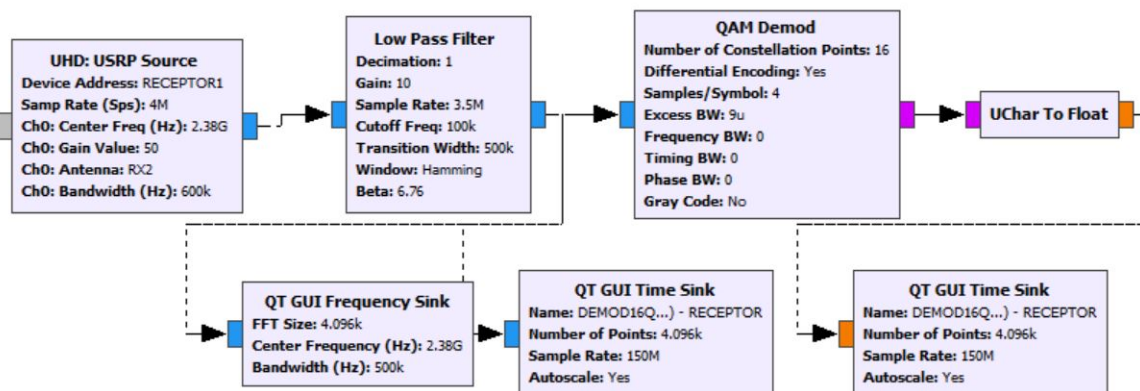 UHD: USRP Source
Device Address: RECEPTOR1
Samp Rate (Sps): 4M
Ch0: Center Freq (Hz): 2.38G
Ch0: Gain Value: 50
Ch0: Antenna: RX2
Ch0: Bandwidth (Hz): 600k
Low Pass Filter
Decimation: 1
Gain: 10
Sample Rate: 3.5M
Cutoff Freq: 100k
Transition Width: 500k
Window: Hamming
Beta: 6.76
QAM Demod
Number of Constellation Points: 16
Differential Encoding: Yes
Samples/Symbol: 4
Excess BW: 9u
Frequency BW: 0
Timing BW: 0
Phase BW: 0
Gray Code: No
UChar To Float
QT GUI Frequency Sink
FFT Size: 4.096k
Center Frequency (Hz): 2.38G
Bandwidth (Hz): 500k
QT GUI Time Sink
Name: DEMOD16Q...) - RECEPTOR
Number of Points: 4.096k
Sample Rate: 150M
Autoscale: Yes
QT GUI Time Sink
Name: DEMOD16Q...) - RECEPTOR
Number of Points: 4.096k
Sample Rate: 150M
Autoscale: Yes